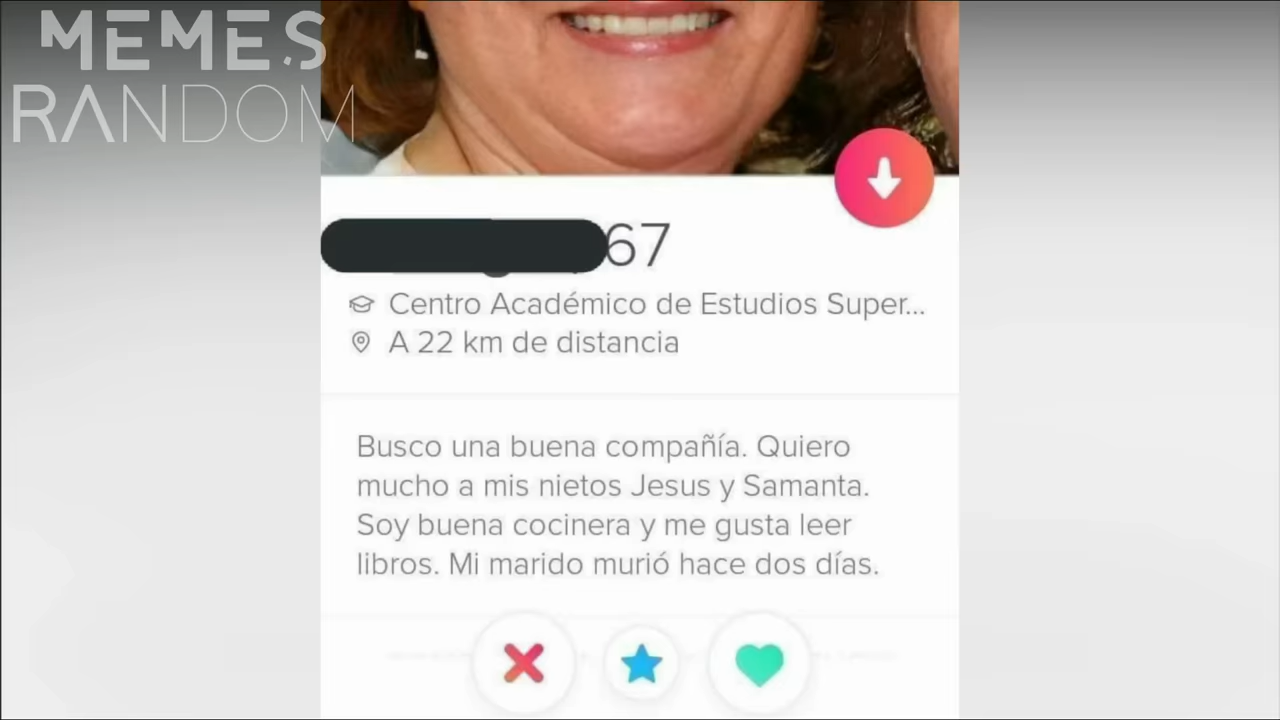 MEMES
RANDOM
67
Centro Académico de Estudios Super...
A 22 km de distancia
Busco una buena compañía. Quiero
mucho a mis nietos Jesus y Samanta.
Soy buena cocinera y me gusta leer
libros. Mi marido murió hace dos días.